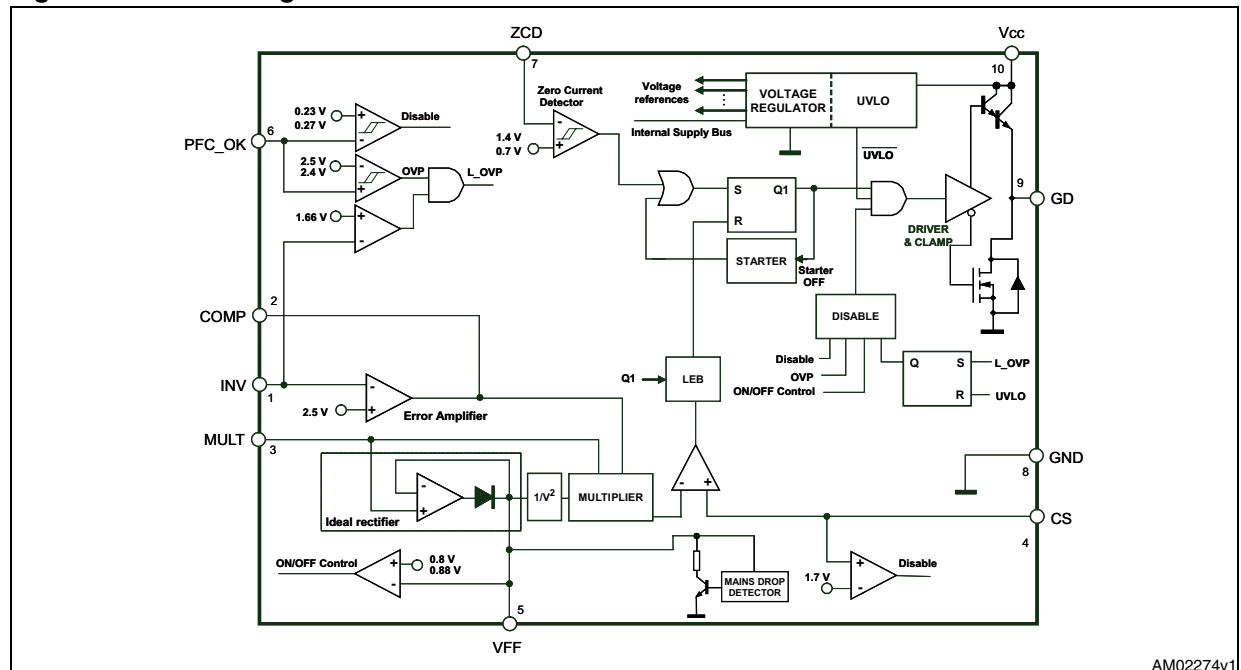 ZCD
Vcc
7
10
Zero Current
Detector
Voltage
references
VOLTAGE
REGULATOR
UVLO
Internal Supply Bus
UVLO
0.23 V
0.27 V
Disable
6
PFC_OK
2.5 V
2.4 V
OVP
L_OVP
1.66 V
1.4 V
0.7 V
S
Q1
R
STARTER
Starter
OFF
9
GD
DRIVER
& CLAMP
2
COMP
DISABLE
Disable
OVP
ON/OFF Control
Q
S
L_OVP
R
UVLO
Q1
LEB
INV
1
2.5 V
Error Amplifier
MULT
3
GND
8
Ideal rectifier
1/V²
MULTIPLIER
CS
4
ON/OFF Control
0.8 V
0.88 V
MAINS DROP
DETECTOR
1.7 V
Disable
5
VFF
AM02274v1